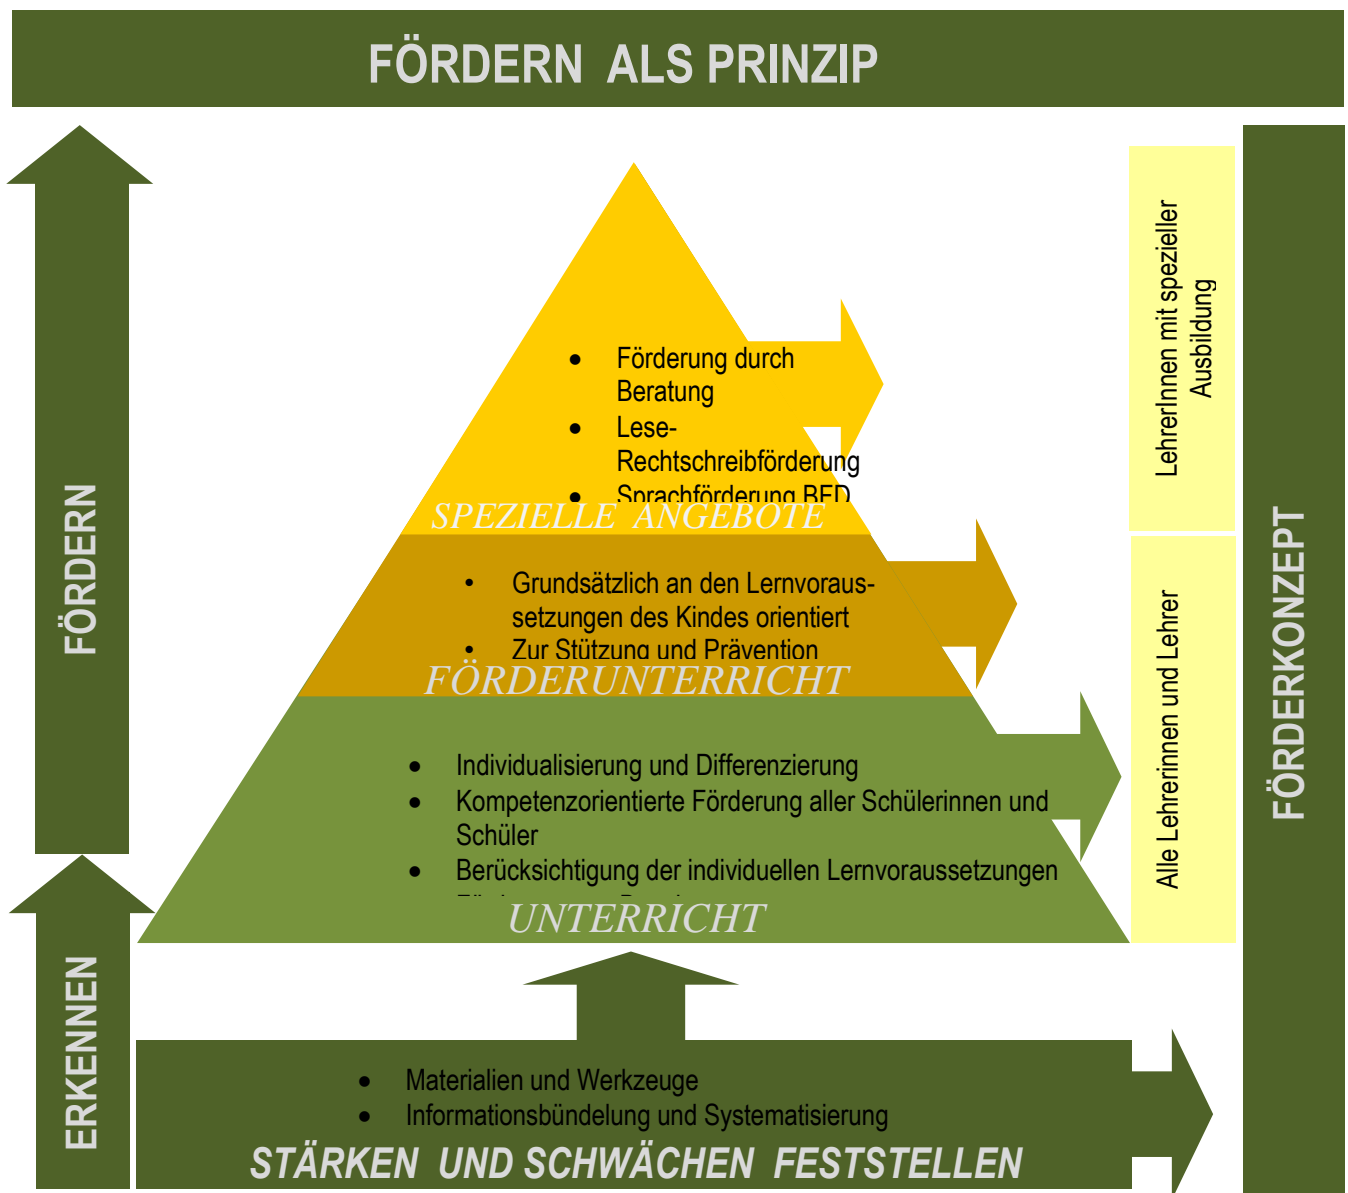 FÖRDERN ALS PRINZIP
LehrerInnen mit spezieller
Ausbildung
● Förderung durch
Beratung
● Lese-
Rechtschreibförderung
● Sprachförderung BFD
SPEZIELLE ANGEBOTE
FÖRDERN
• Grundsätzlich an den Lernvoraus-
setzungen des Kindes orientiert
• Zur Stützung und Prävention
FÖRDERUNTERRICHT
FÖRDERKONZEPT
Alle Lehrerinnen und Lehrer
● Individualisierung und Differenzierung
● Kompetenzorientierte Förderung aller Schülerinnen und
Schüler
● Berücksichtigung der individuellen Lernvoraussetzungen
UNTERRICHT
ERKENNEN
● Materialien und Werkzeuge
● Informationsbündelung und Systematisierung
STÄRKEN UND SCHWÄCHEN FESTSTELLEN